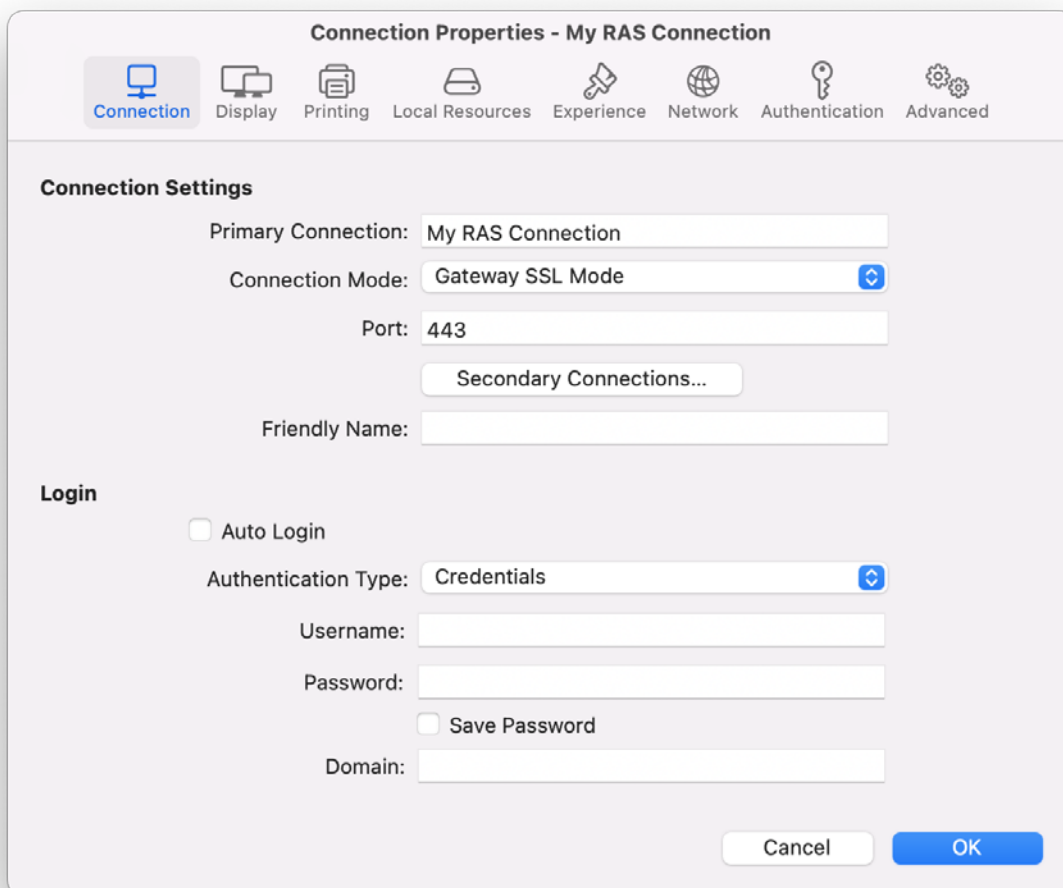 Connection Properties - My RAS Connection
Connection Display Printing Local Resources Experience Network Authentication Advanced
Connection Settings
Primary Connection: My RAS Connection
Connection Mode: Gateway SSL Mode
Port: 443
Secondary Connections...
Friendly Name:
Login
Auto Login
Authentication Type: Credentials
Username:
Password:
Save Password
Domain:
Cancel OK